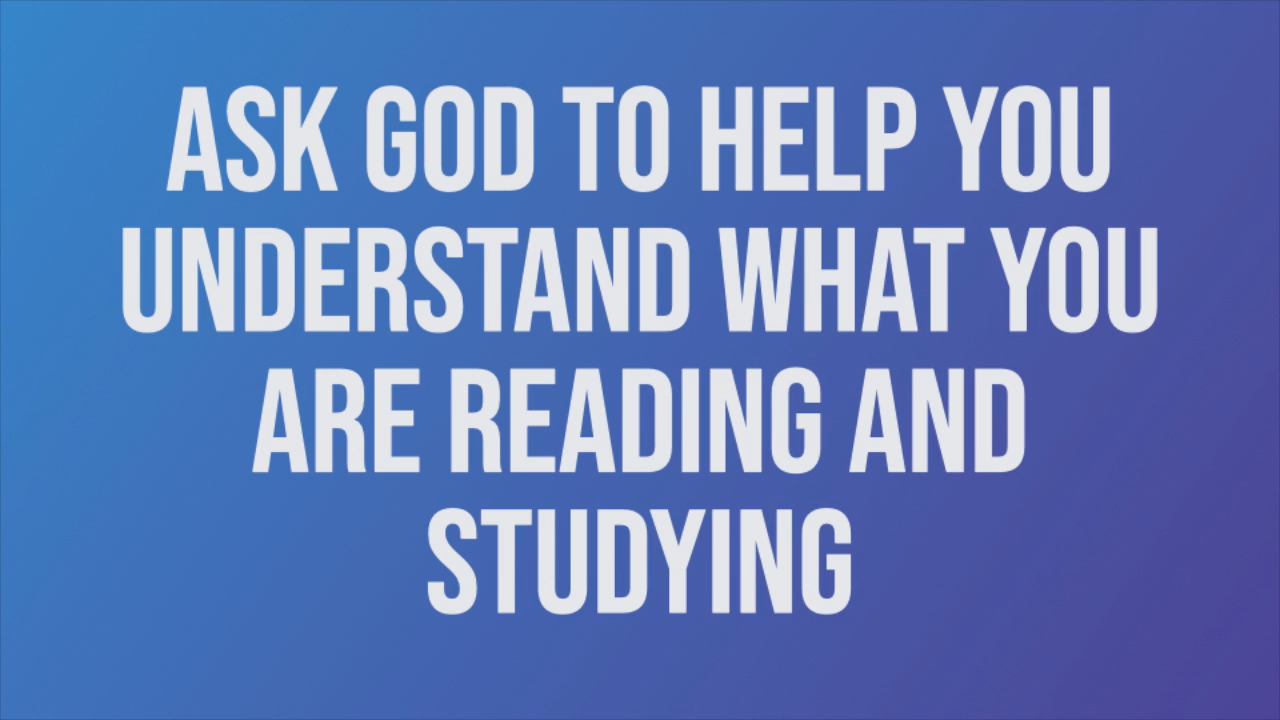 ASK GOD TO HELP YOU
UNDERSTAND WHAT YOU
ARE READING AND
STUDYING